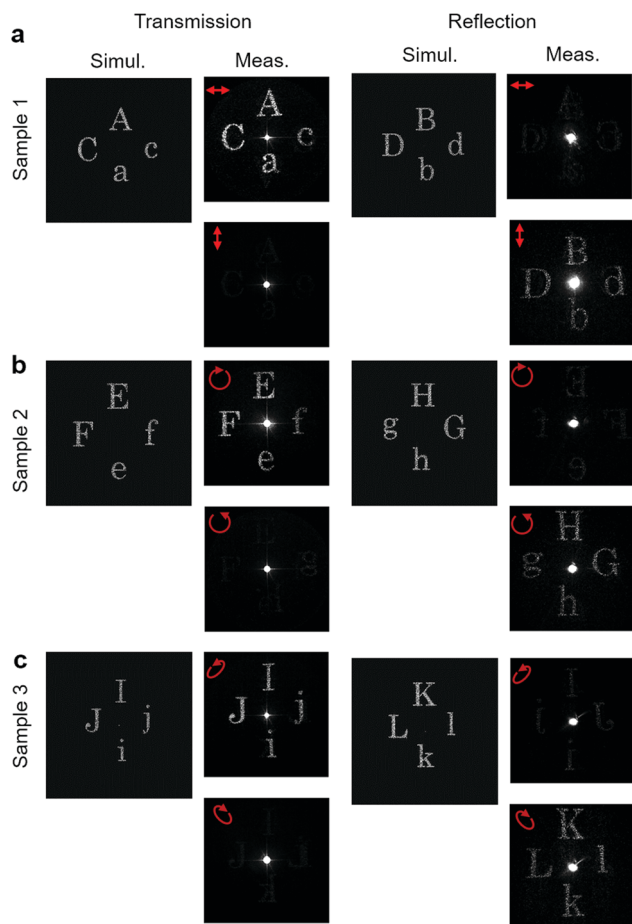 Transmission Reflection
a
Simul. Meas. Simul. Meas.
Sample 1
A
C c
a
A
C c
a
B
D d
b
A
C
B
D d
b
b
Sample 2
E
F f
e
E
F f
e
H
g G
h
E
F
H
g G
h
c
Sample 3
I
J j
i
I
J j
i
K
L l
k
I
J
K
L l
k